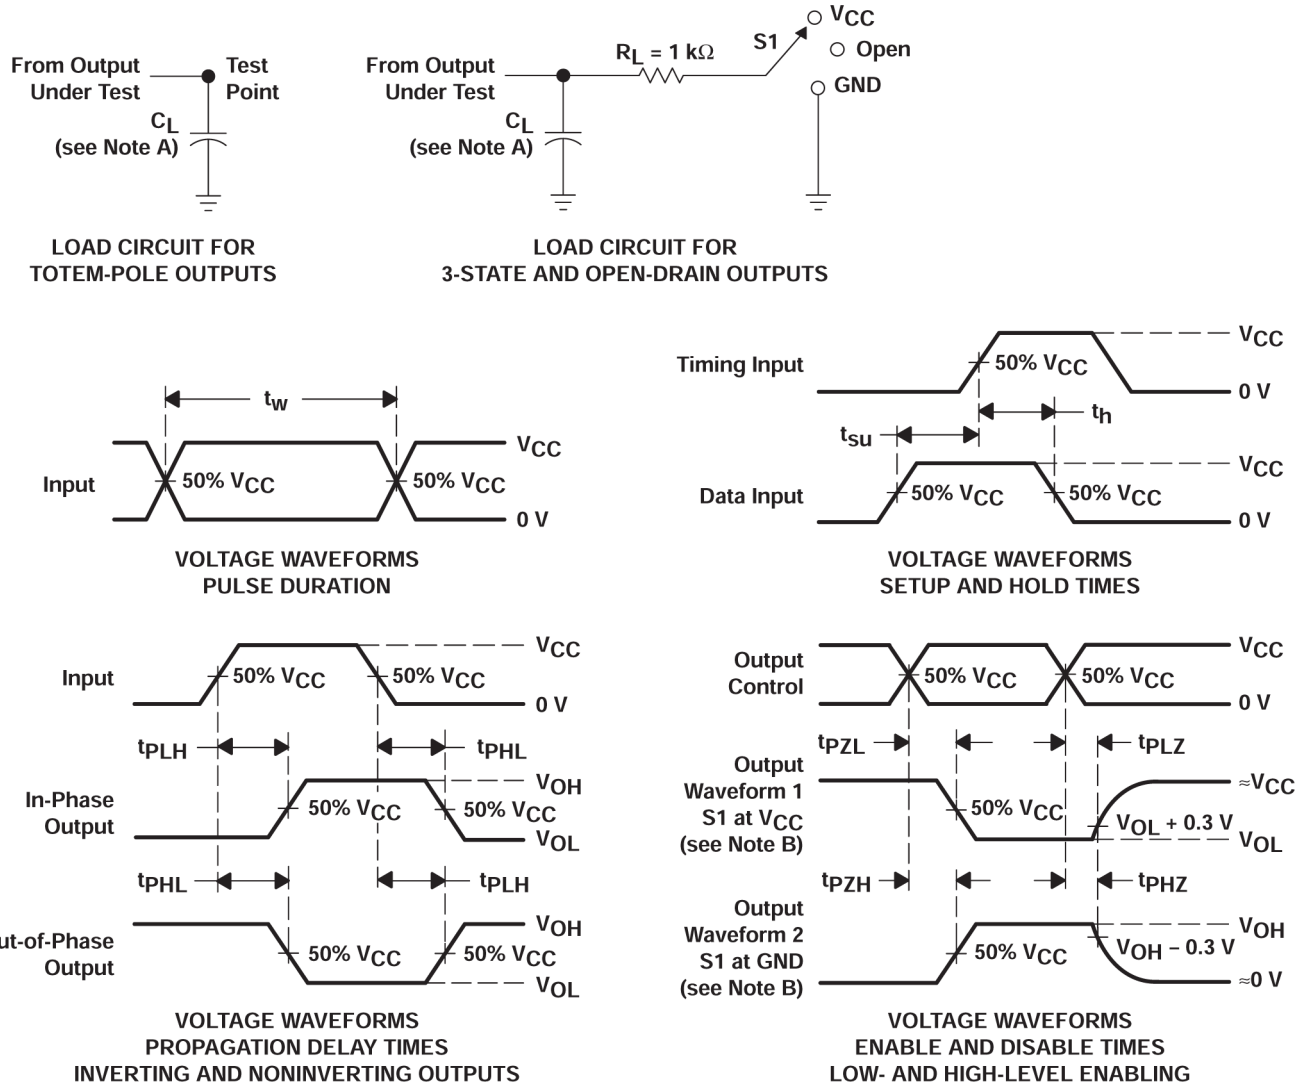 From Output
Under Test
Test
Point
CL
(see Note A)
LOAD CIRCUIT FOR
TOTEM-POLE OUTPUTS
From Output
Under Test
RL = 1 kΩ
S1
VCC
Open
GND
CL
(see Note A)
LOAD CIRCUIT FOR
3-STATE AND OPEN-DRAIN OUTPUTS
tw
Input
50% VCC
50% VCC
VCC
0 V
VOLTAGE WAVEFORMS
PULSE DURATION
Timing Input
50% VCC
VCC
0 V
th
tsu
Data Input
50% VCC
50% VCC
VCC
0 V
VOLTAGE WAVEFORMS
SETUP AND HOLD TIMES
Input
50% VCC
50% VCC
VCC
0 V
tPLH
tPHL
In-Phase
Output
50% VCC
50% VCC
VOH
VOL
tPHL
tPLH
ut-of-Phase
Output
50% VCC
50% VCC
VOH
VOL
VOLTAGE WAVEFORMS
PROPAGATION DELAY TIMES
INVERTING AND NONINVERTING OUTPUTS
Output
Control
50% VCC
50% VCC
VCC
0 V
tPZL
tPLZ
Output
Waveform 1
S1 at VCC
(see Note B)
50% VCC
VOL + 0.3 V
≈VCC
VOL
tPZH
tPHZ
Output
Waveform 2
S1 at GND
(see Note B)
50% VCC
VOH − 0.3 V
VOH
≈0 V
VOLTAGE WAVEFORMS
ENABLE AND DISABLE TIMES
LOW- AND HIGH-LEVEL ENABLING